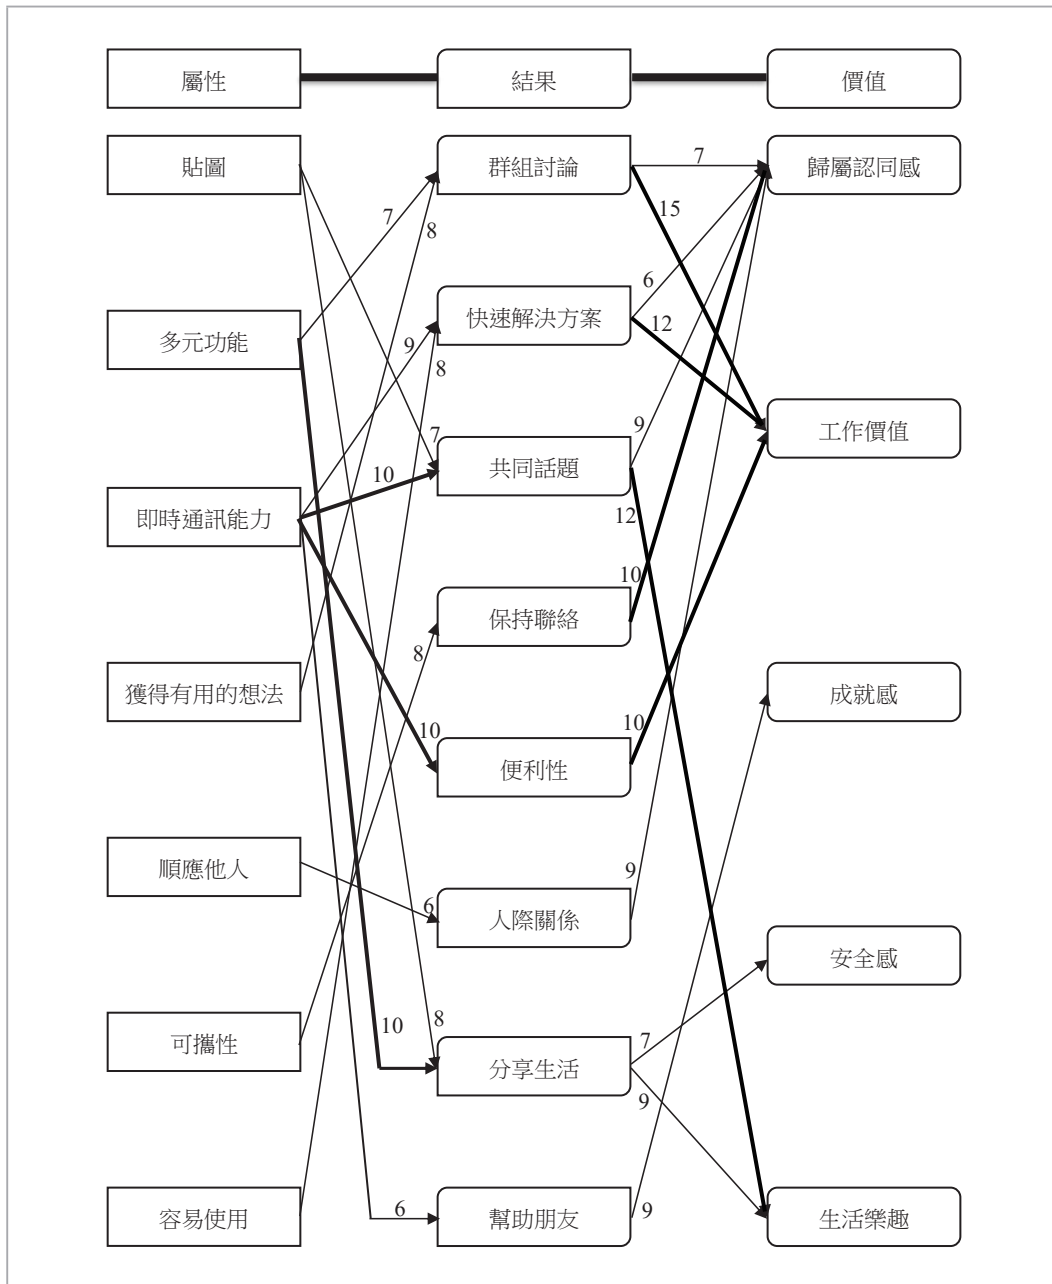 屬性
結果
價值
貼圖
群組討論
7
歸屬認同感
7
8
15
多元功能
快速解決方案
6
12
9
8
7
共同話題
9
工作價值
10
12
即時通訊能力
10
保持聯絡
8
獲得有用的想法
成就感
10
便利性
10
順應他人
6
人際關係
9
安全感
可攜性
10
8
分享生活
7
9
容易使用
6
幫助朋友
9
生活樂趣